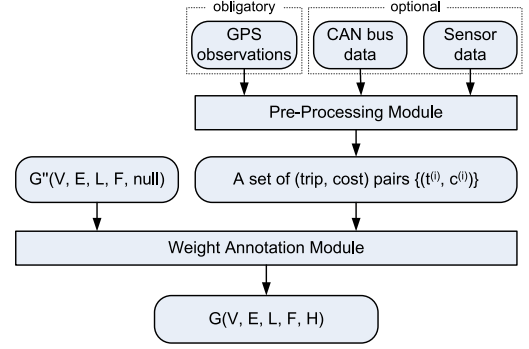 obligatory
optional
GPS
observations
CAN bus
data
Sensor
data
Pre-Processing Module
G"(V, E, L, F, null)
A set of (trip, cost) pairs {(t⁽ⁱ⁾, c⁽ⁱ⁾)}
Weight Annotation Module
G(V, E, L, F, H)